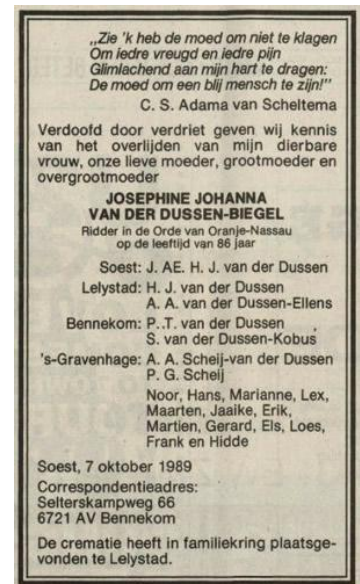 „Zie 'k heb de moed om niet te klagen
Om iedre vreugd en iedre pijn
Glimlachend aan mijn hart te dragen:
De moed om een blij mensch te zijn!"
C. S. Adama van Scheltema
Verdoofd door verdriet geven wij kennis
van het overlijden van mijn dierbare
vrouw, onze lieve moeder, grootmoeder en
overgrootmoeder
JOSEPHINE JOHANNA
VAN DER DUSSEN-BIEGEL
Ridder in de Orde van Oranje-Nassau
op de leeftijd van 86 jaar
Soest: J. AE. H. J. van der Dussen
Lelystad: H. J. van der Dussen
A. A. van der Dussen-Ellens
Bennekom: P. T. van der Dussen
S. van der Dussen-Kobus
's-Gravenhage: A. A. Scheij-van der Dussen
P. G. Scheij
Noor, Hans, Marianne, Lex,
Maarten, Jaaike, Erik,
Martien, Gerard, Els, Loes,
Frank en Hidde
Soest, 7 oktober 1989
Correspondentieadres:
Selterskampweg 66
6721 AV Bennekom
De crematie heeft in familiekring plaatsge-
vonden te Lelystad.